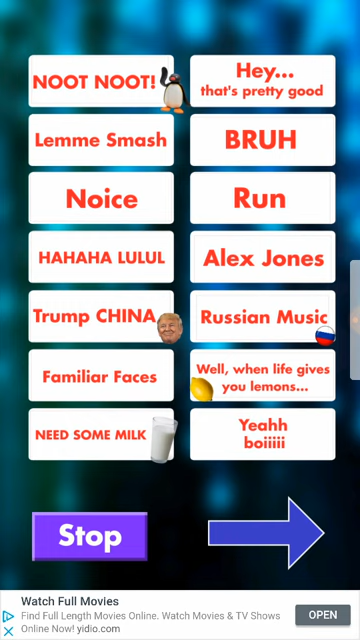 NOOT NOOT!
Hey...
that's pretty good
Lemme Smash
BRUH
Noice
Run
HAHAHA LULUL
Alex Jones
Trump CHINA
Russian Music
Familiar Faces
Well, when life gives
you lemons...
NEED SOME MILK
Yeahh
boiiiii
Stop
Watch Full Movies
Find Full Length Movies Online. Watch Movies & TV Shows
Online Now! yidio.com
OPEN